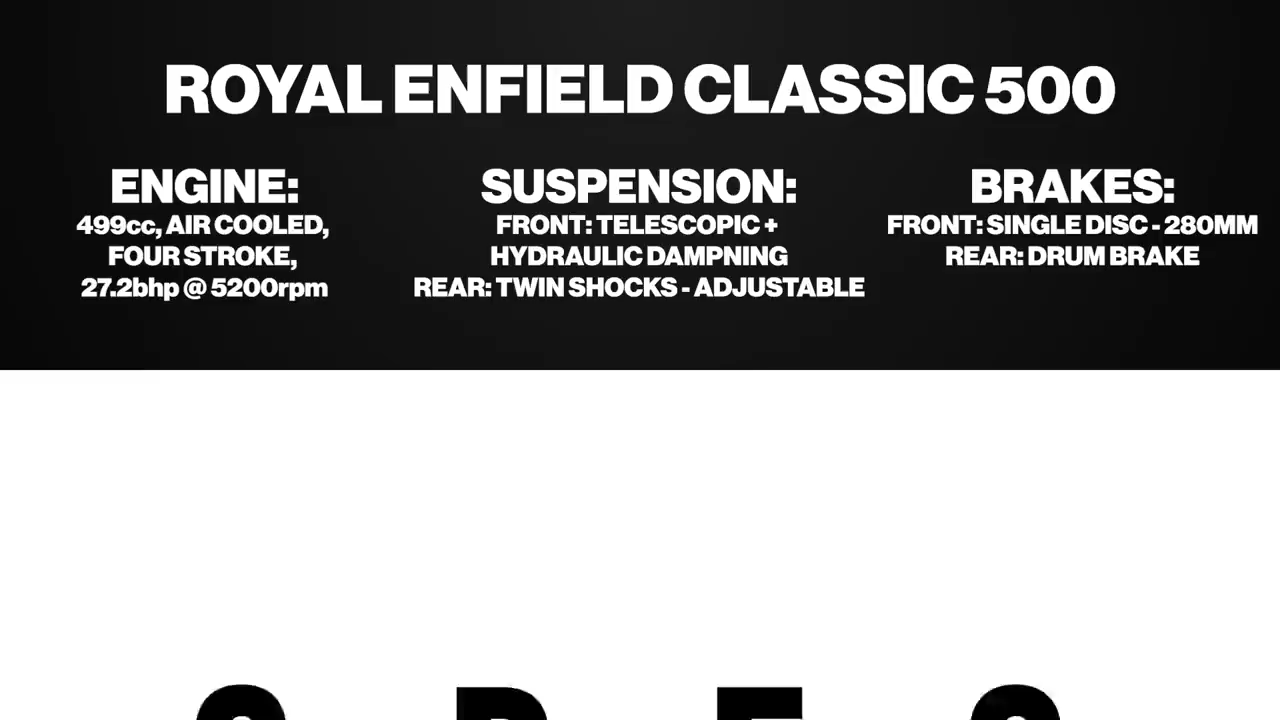 ROYAL ENFIELD CLASSIC 500
ENGINE:
499cc, AIR COOLED,
FOUR STROKE,
27.2bhp @ 5200rpm
SUSPENSION:
FRONT: TELESCOPIC +
HYDRAULIC DAMPNING
REAR: TWIN SHOCKS - ADJUSTABLE
BRAKES:
FRONT: SINGLE DISC - 280MM
REAR: DRUM BRAKE